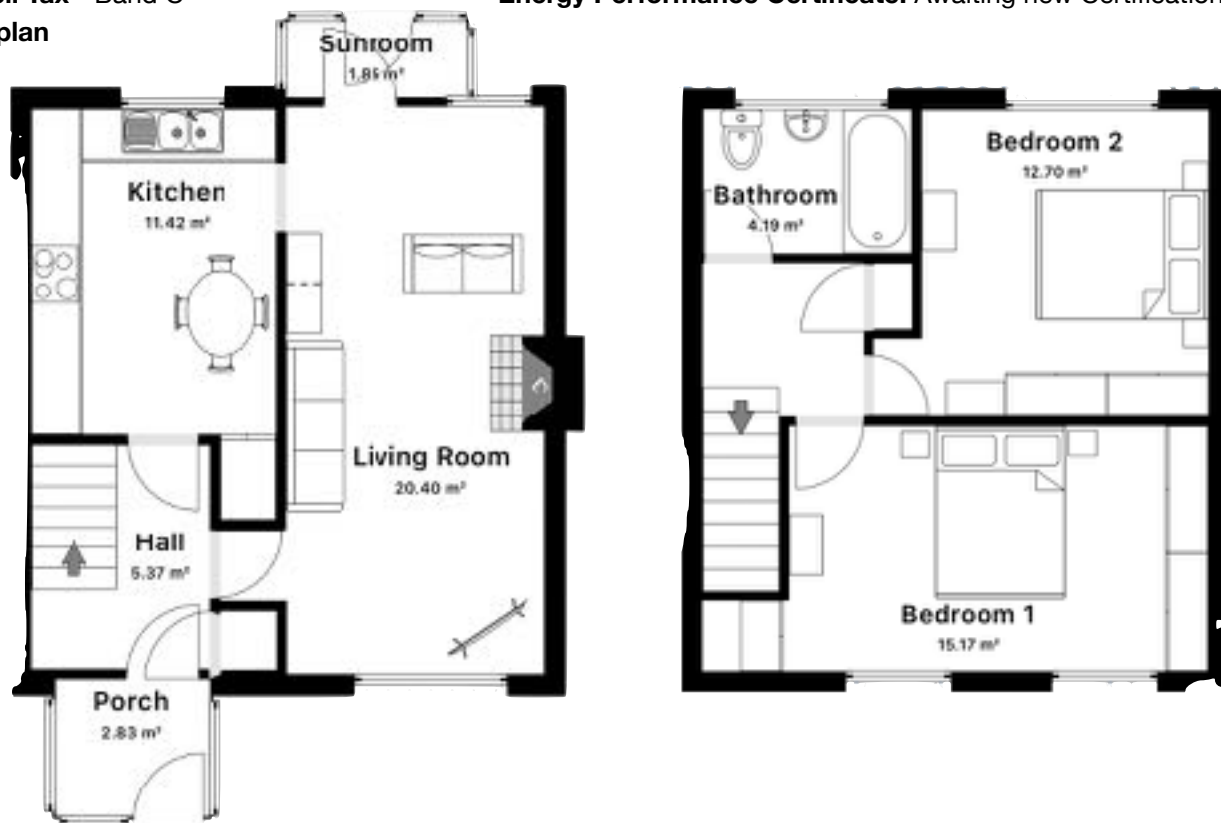 Tax - Band C
Energy Performance Certificate: Awaiting new Certification
plan
Sunroom
1.85 m²
Kitchen
11.42 m²
Living Room
20.40 m²
Hall
5.37 m²
Porch
2.83 m²
Bathroom
4.19 m²
Bedroom 2
12.70 m²
Bedroom 1
15.17 m²